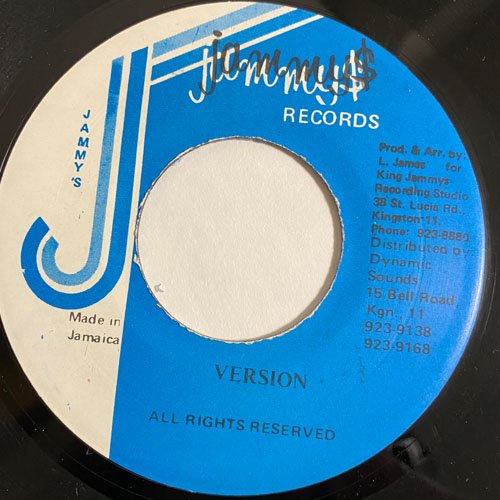 jammy$
Jammy$
RECORDS
JAMMY'S
Prod. & Arr. by:
L. James for
King Jammys
Recording Studio
38 St. Lucia Rd.,
Kingston 11,
Phone: 923-8880
Distributed by
Dynamic
Sounds
15 Bell Road,
Kgn., 11
923-9138
923-9168
Made in
Jamaica
VERSION
ALL RIGHTS RESERVED